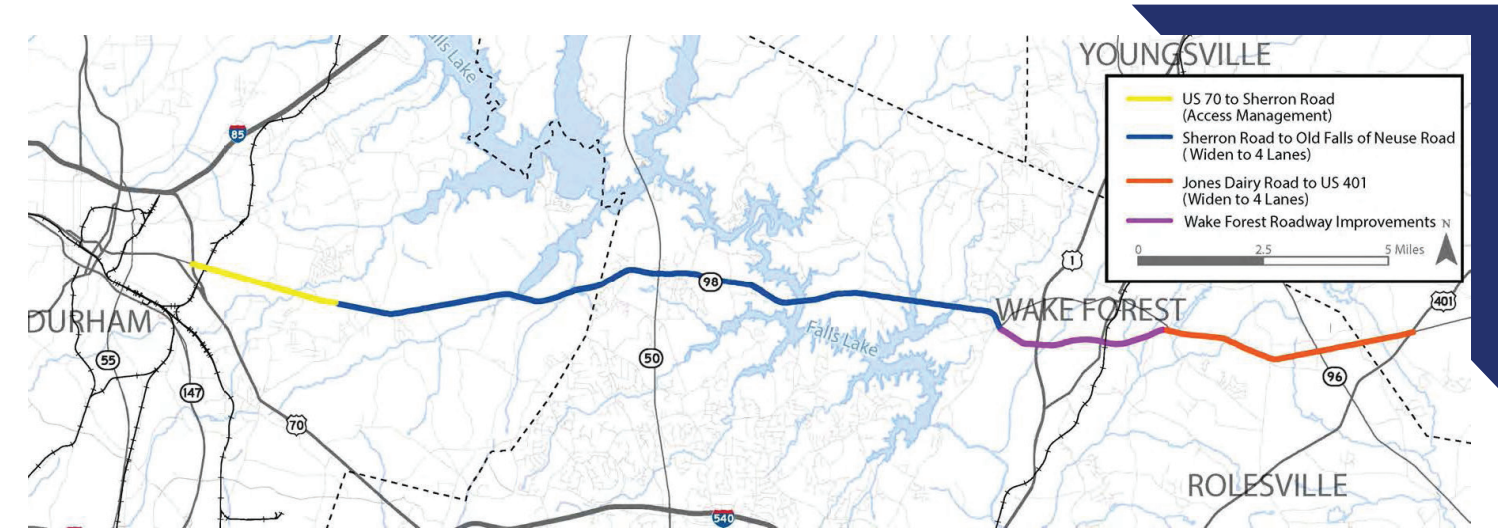 YOUNGSVILLE
US 70 to Sherron Road
(Access Management)
Sherron Road to Old Falls of Neuse Road
(Widen to 4 Lanes)
Jones Dairy Road to US 401
(Widen to 4 Lanes)
Wake Forest Roadway Improvements
N
0 2.5 5 Miles
Falls Lake
85
1
98
401
WAKE FOREST
DURHAM
Falls Lake
55
50
96
147
70
ROLESVILLE
540